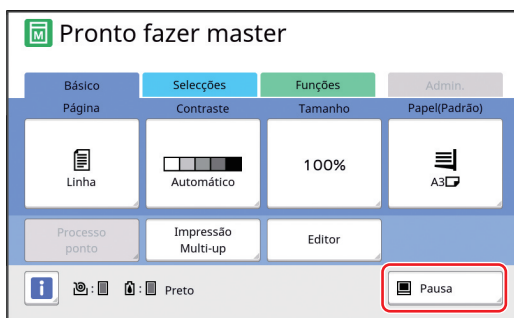 M
Pronto fazer master
Básico
Selecções
Funções
Admin.
Página
Contraste
Tamanho
Papel(Padrão)
Linha
Automático
100%
A3
Processo
ponto
Impressão
Multi-up
Editor
i
:
:
Preto
Pausa